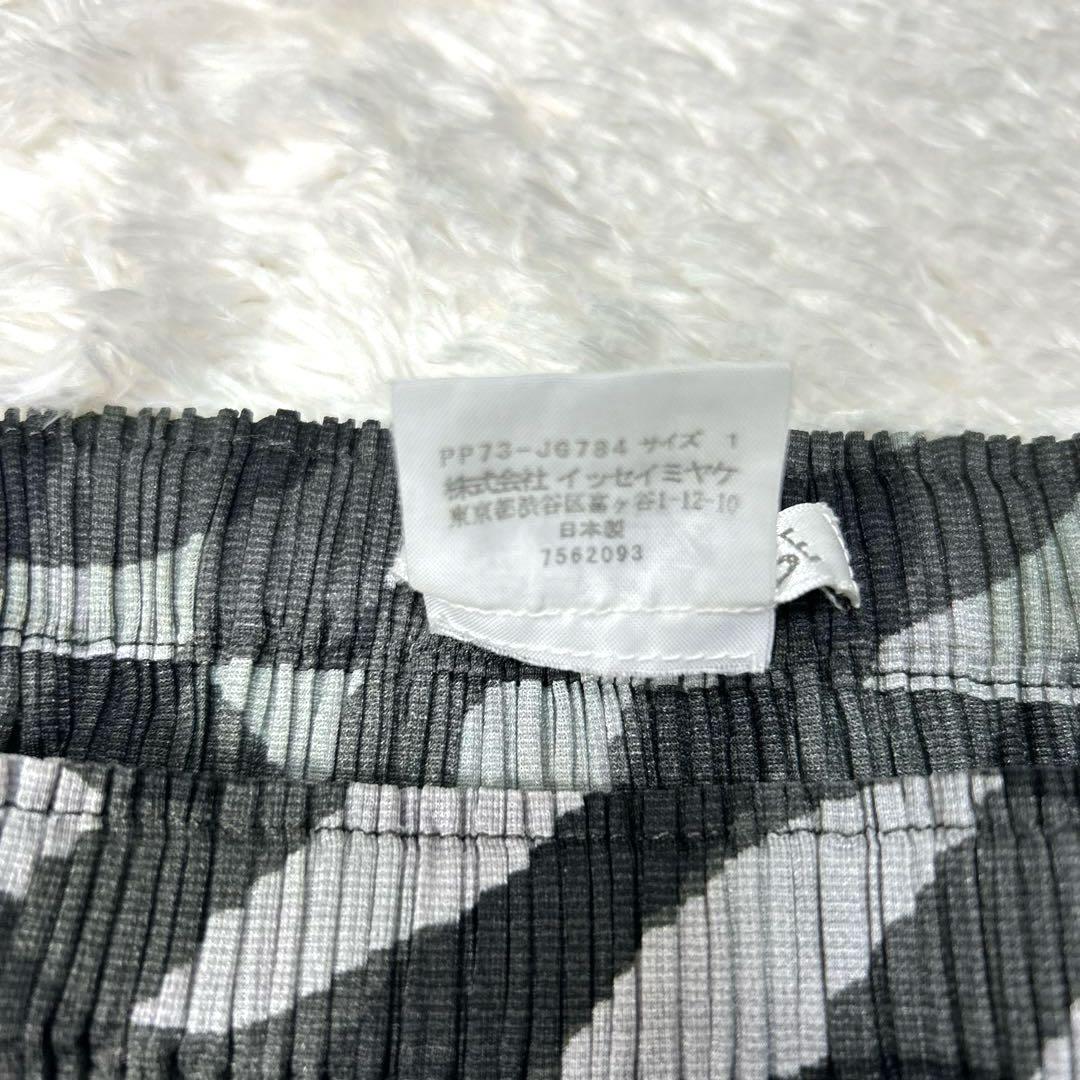 PP73-JG784 サイズ 1
株式会社 イッセイミヤケ
東京都渋谷区富ヶ谷1-12-10
日本製
7562093